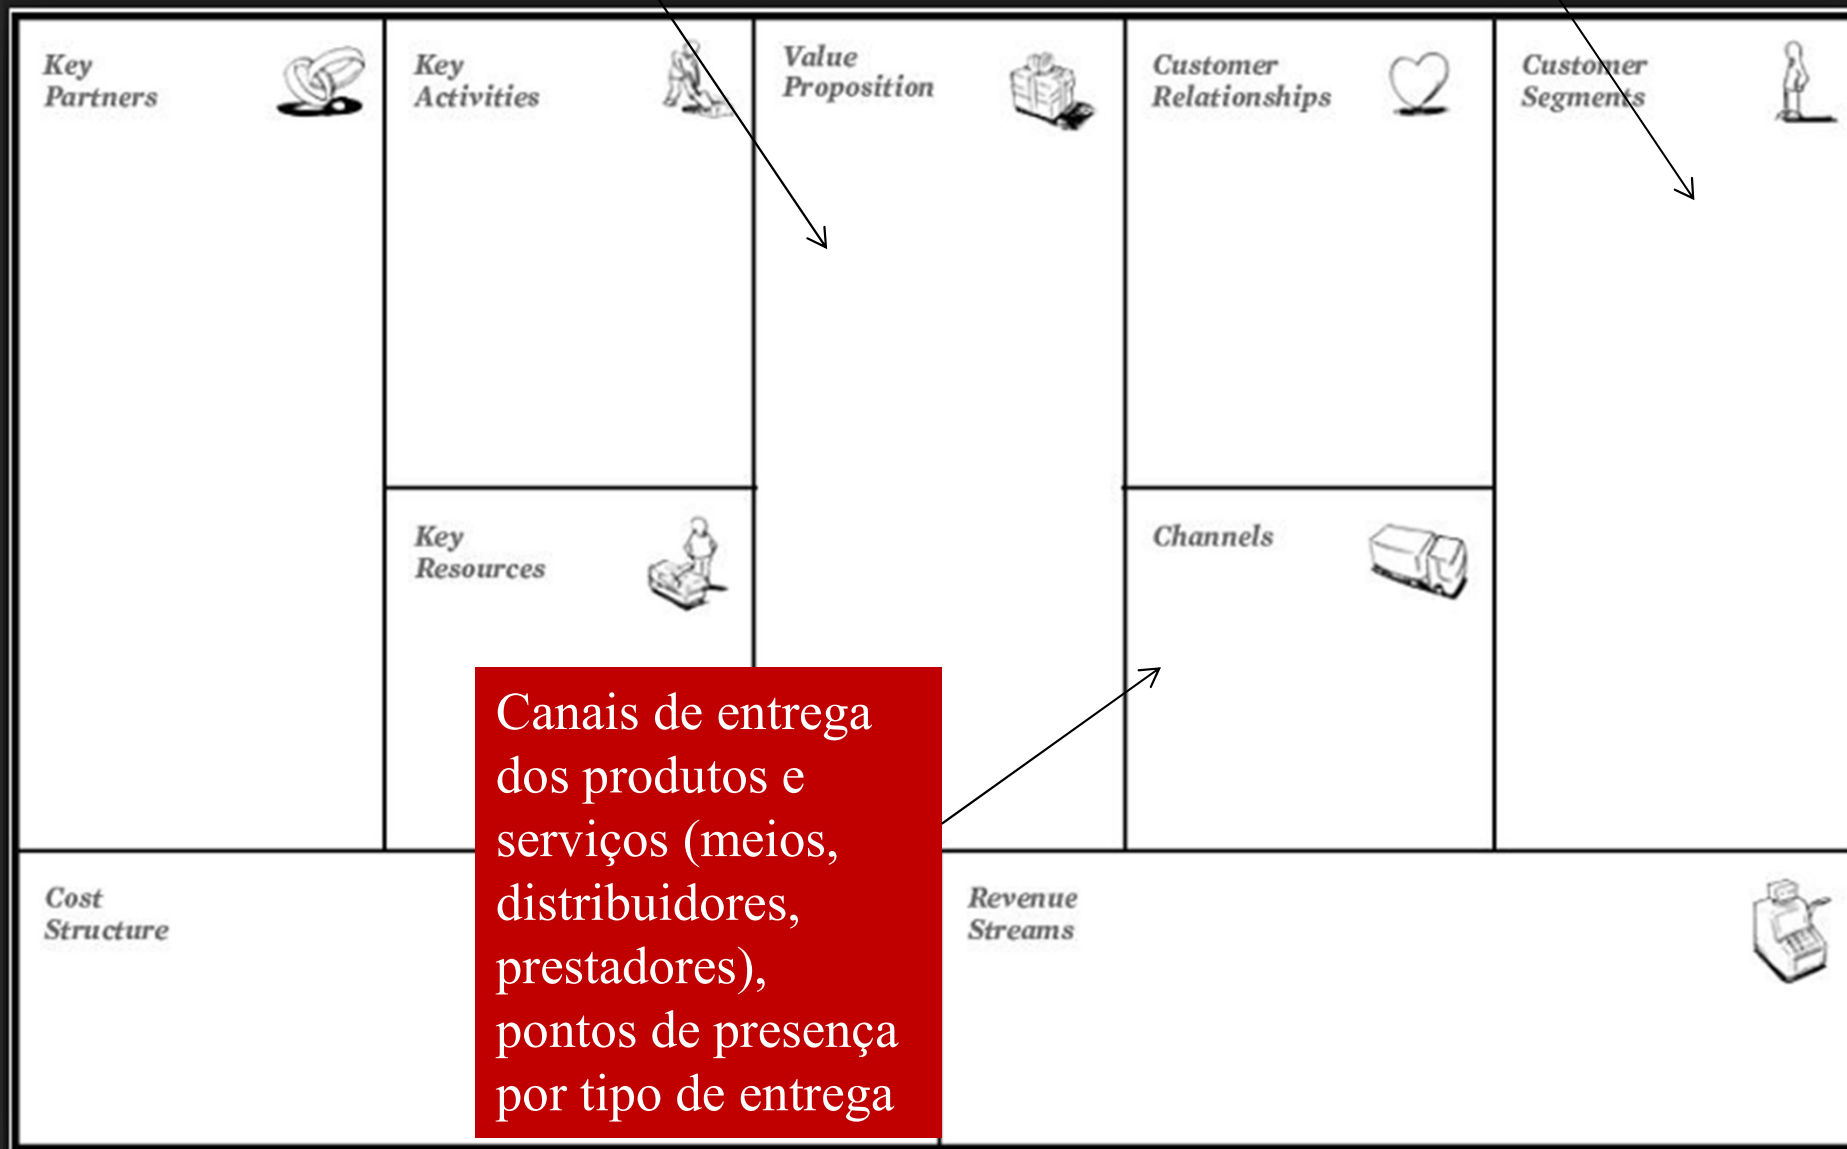 Key
Partners
Key
Activities
Value
Proposition
Customer
Relationships
Customer
Segments
Key
Resources
Channels
Canais de entrega
dos produtos e
serviços (meios,
distribuidores,
prestadores),
pontos de presença
por tipo de entrega
Cost
Structure
Revenue
Streams